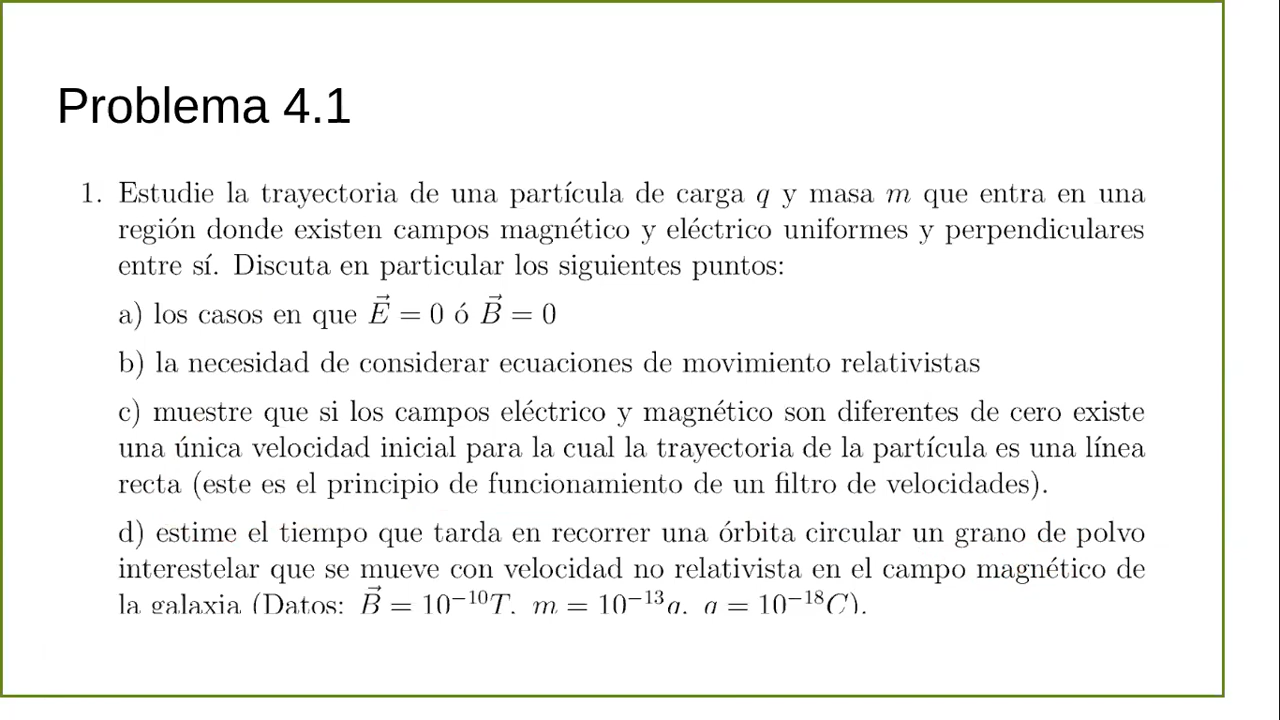 Problema 4.1
1. Estudie la trayectoria de una partícula de carga q y masa m que entra en una
región donde existen campos magnético y eléctrico uniformes y perpendiculares
entre sí. Discuta en particular los siguientes puntos:
a) los casos en que \vec{E} = 0 ó \vec{B} = 0
b) la necesidad de considerar ecuaciones de movimiento relativistas
c) muestre que si los campos eléctrico y magnético son diferentes de cero existe
una única velocidad inicial para la cual la trayectoria de la partícula es una línea
recta (este es el principio de funcionamiento de un filtro de velocidades).
d) estime el tiempo que tarda en recorrer una órbita circular un grano de polvo
interestelar que se mueve con velocidad no relativista en el campo magnético de
la galaxia (Datos: \vec{B} = 10^{-10}T, m = 10^{-13}g, q = 10^{-18}C).